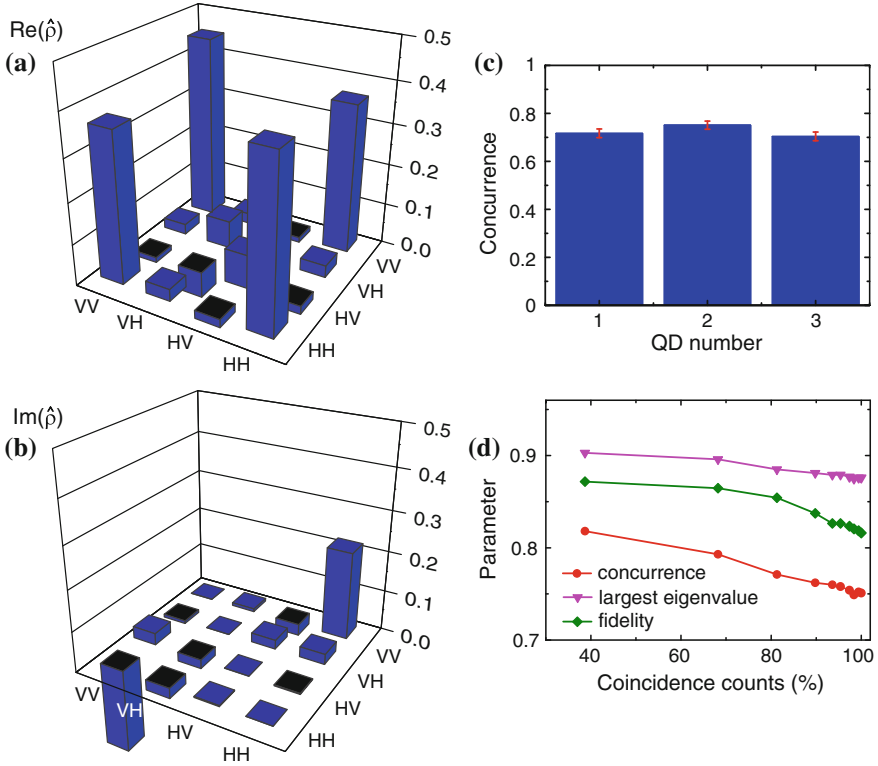 Re(ρ̂)
(a)
0.5
0.4
0.3
0.2
0.1
0.0
VV
VH
HV
HH
VV
VH
HV
HH
Im(ρ̂)
(b)
0.5
0.4
0.3
0.2
0.1
0.0
VV
VH
HV
HH
VV
VH
HV
HH
(c)
Concurrence
1
0.8
0.6
0.4
0.2
0
1 2 3
QD number
(d)
Parameter
0.9
0.8
0.7
concurrence
largest eigenvalue
fidelity
40 60 80 100
Coincidence counts (%)